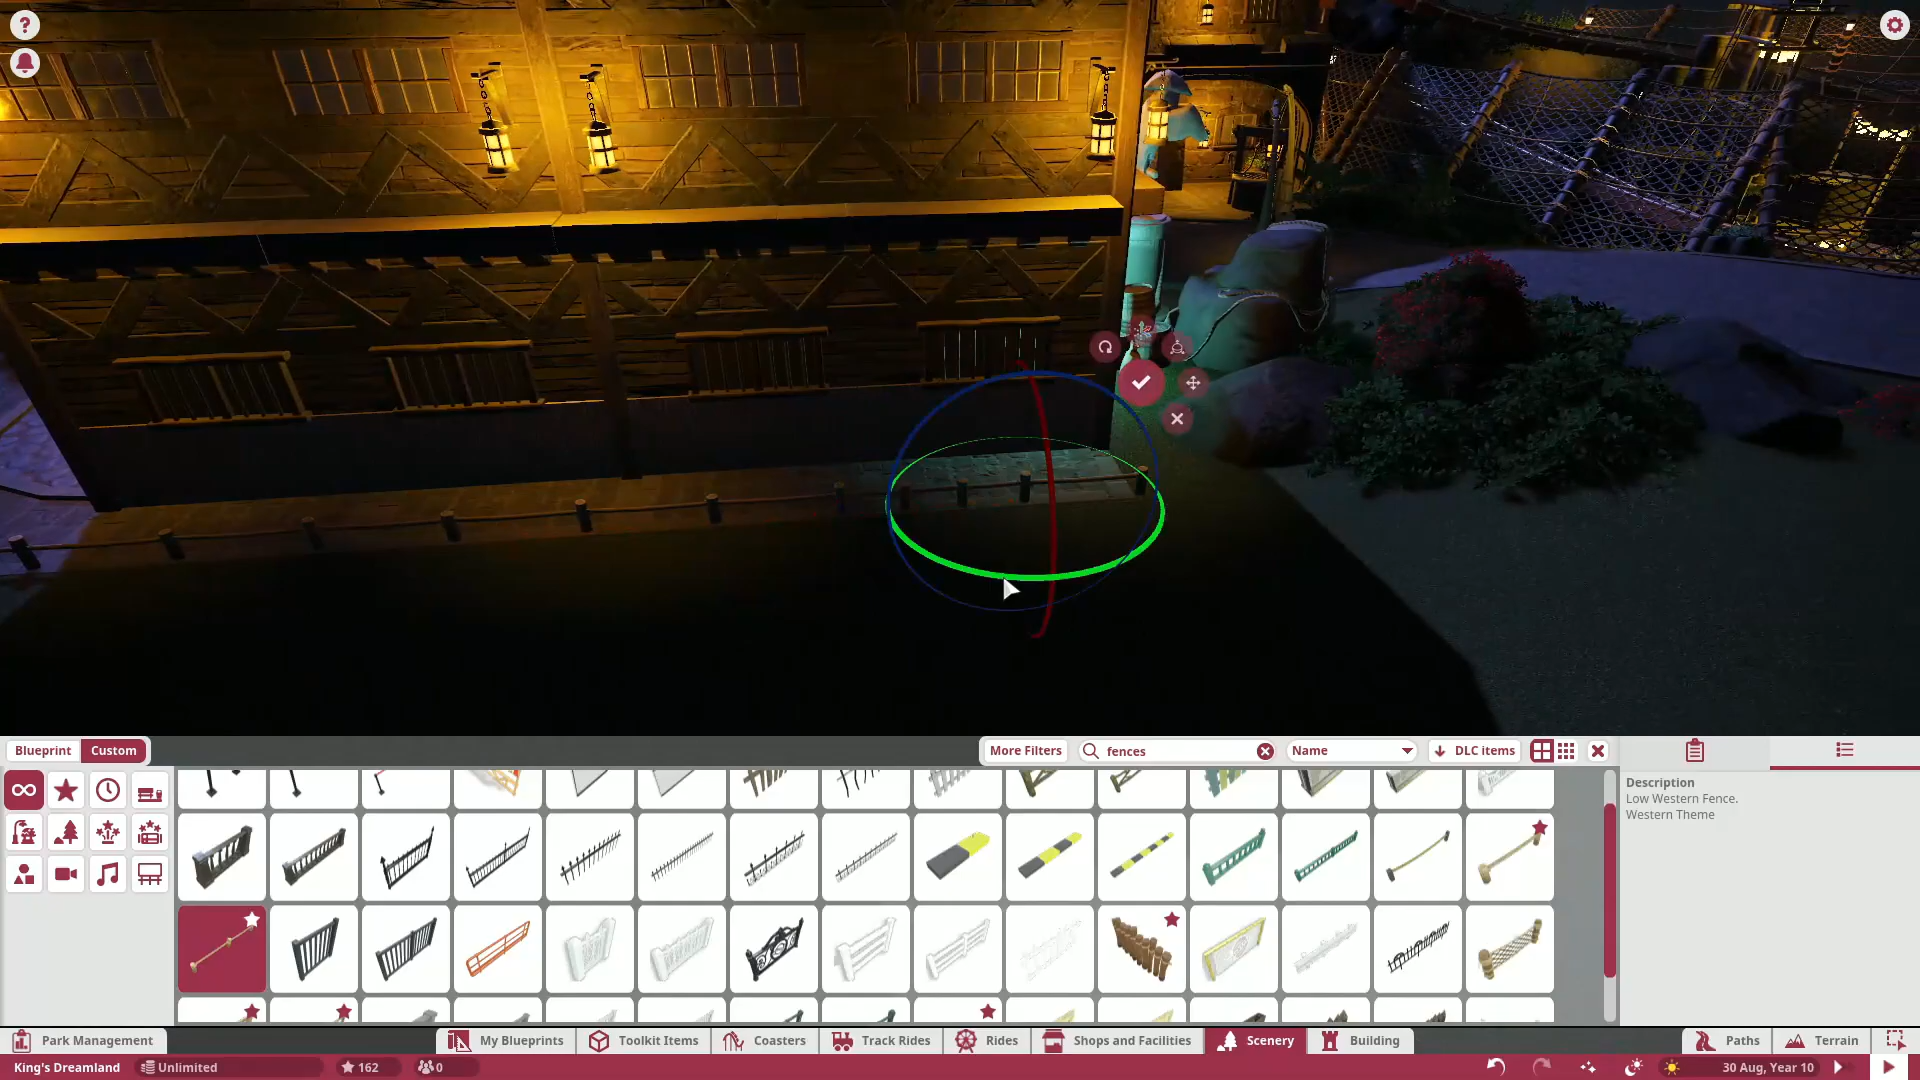 ?
Blueprint
Custom
More Filters
fences
Name
DLC items
Description
Low Western Fence.
Western Theme
Park Management
My Blueprints
Toolkit Items
Coasters
Track Rides
Rides
Shops and Facilities
Scenery
Building
Paths
Terrain
King's Dreamland
Unlimited
162
0
30 Aug, Year 10